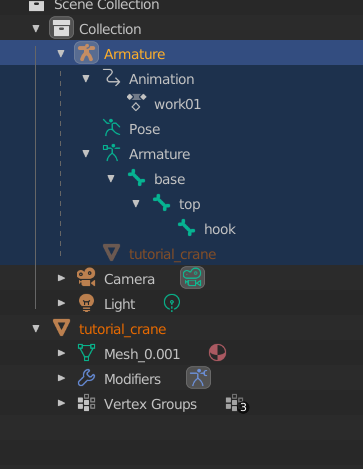 Scene Collection
Collection
Armature
Animation
work01
Pose
Armature
base
top
hook
tutorial_crane
Camera
Light
tutorial_crane
Mesh_0.001
Modifiers
Vertex Groups 3